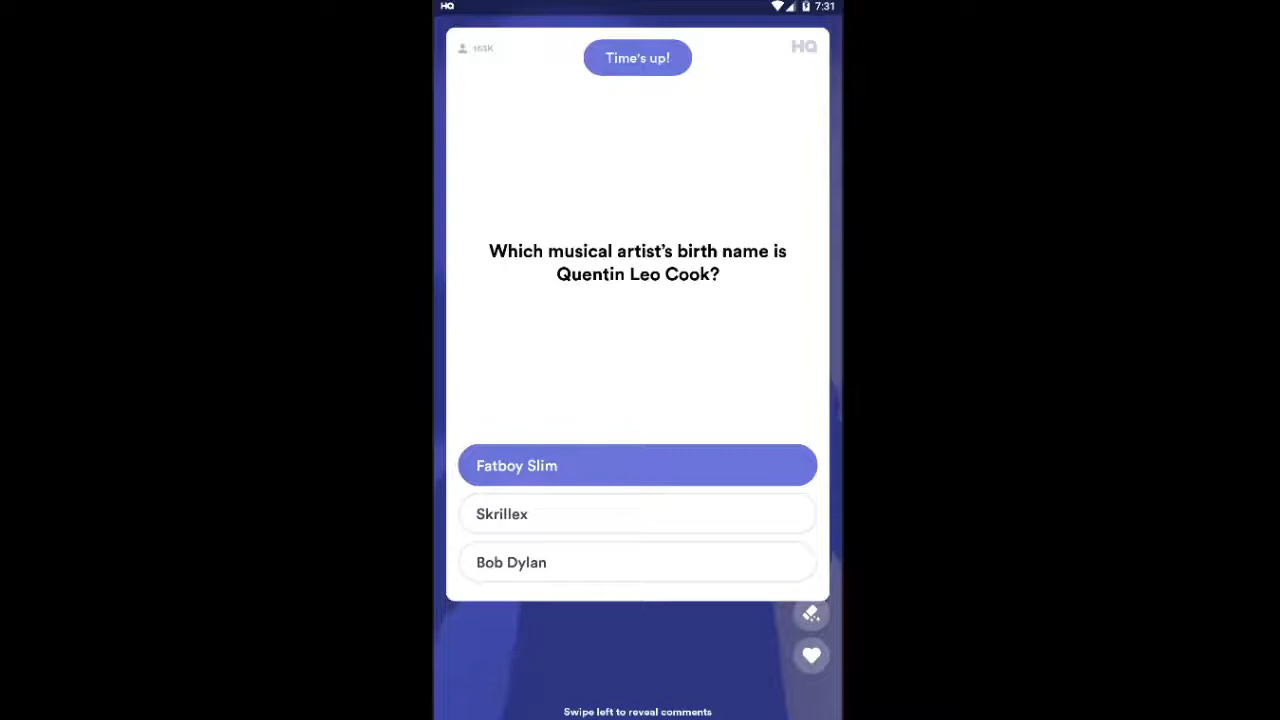 HQ
7:31
163K
Time's up!
HQ
Which musical artist's birth name is
Quentin Leo Cook?
Fatboy Slim
Skrillex
Bob Dylan
Swipe left to reveal comments